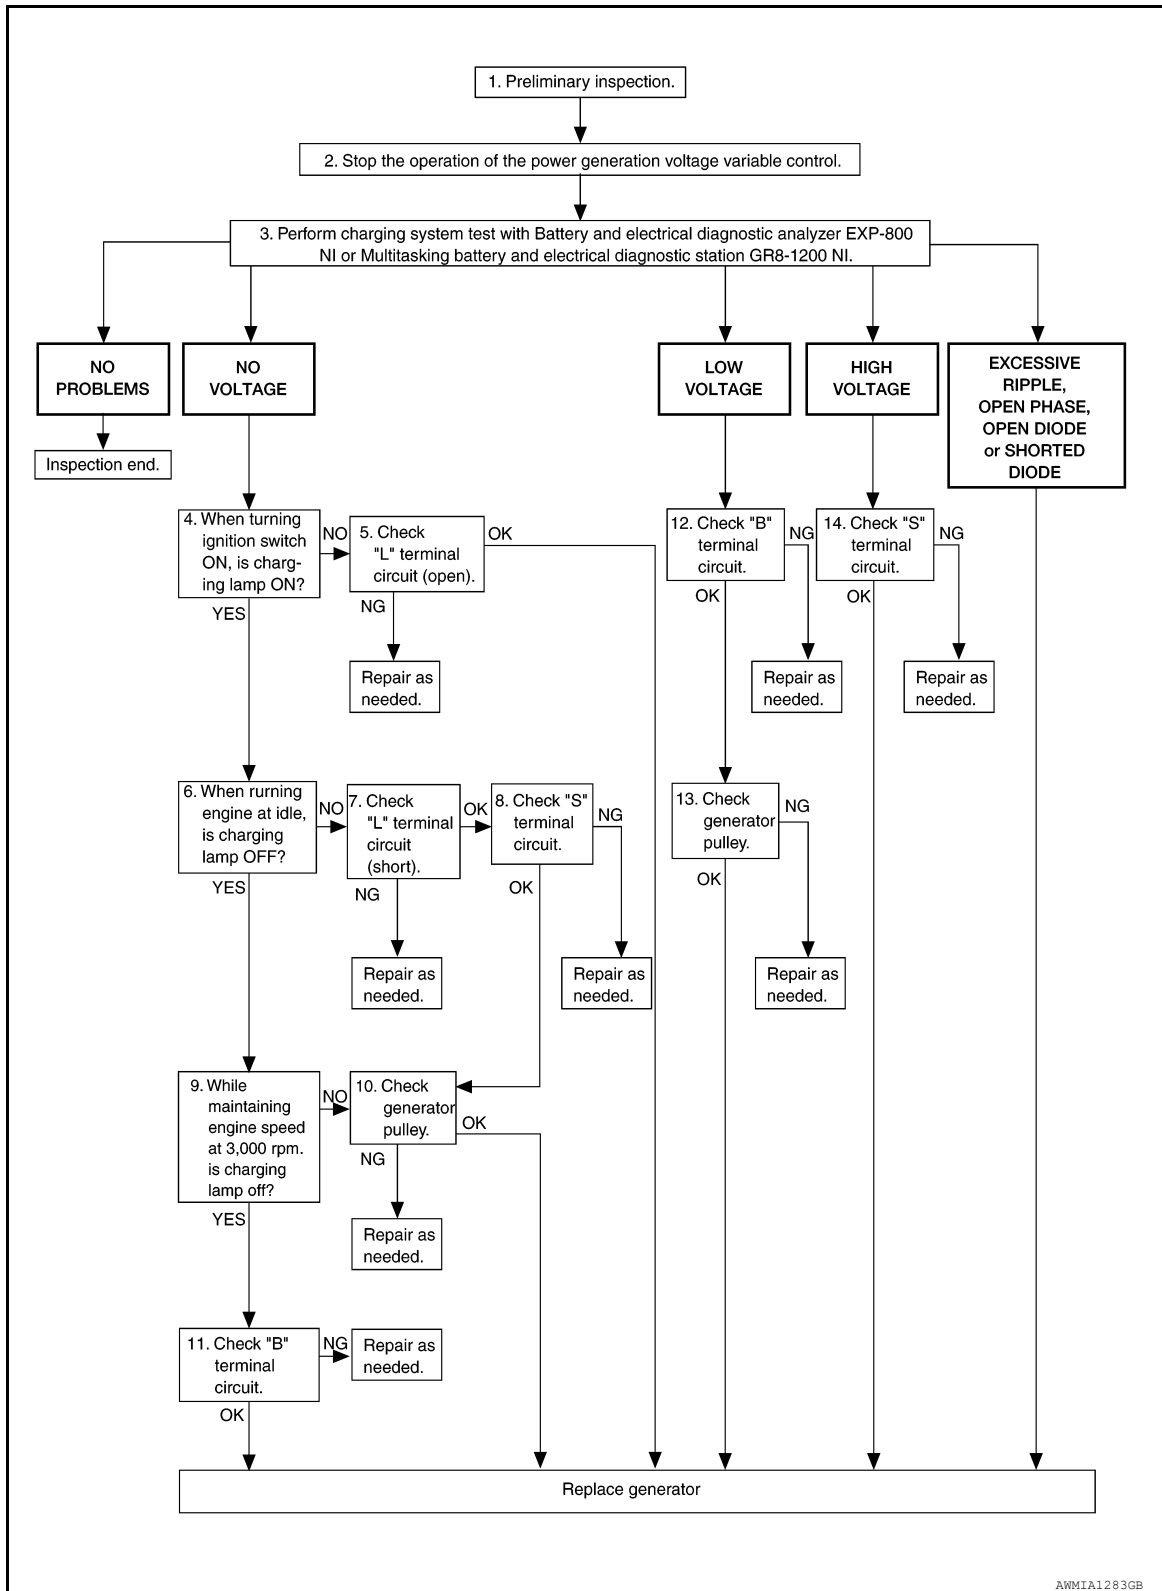 1. Preliminary inspection.
2. Stop the operation of the power generation voltage variable control.
3. Perform charging system test with Battery and electrical diagnostic analyzer EXP-800
NI or Multitasking battery and electrical diagnostic station GR8-1200 NI.
NO
PROBLEMS
NO
VOLTAGE
LOW
VOLTAGE
HIGH
VOLTAGE
EXCESSIVE
RIPPLE,
OPEN PHASE,
OPEN DIODE
or SHORTED
DIODE
Inspection end.
4. When turning
ignition switch
ON, is charg-
ing lamp ON?
NO
YES
5. Check
"L" terminal
circuit (open).
OK
NG
Repair as
needed.
12. Check "B"
terminal
circuit.
NG
OK
Repair as
needed.
14. Check "S"
terminal
circuit.
NG
OK
Repair as
needed.
6. When rurning
engine at idle,
is charging
lamp OFF?
NO
YES
7. Check
"L" terminal
circuit
(short).
OK
NG
Repair as
needed.
8. Check "S"
terminal
circuit.
NG
OK
Repair as
needed.
13. Check
generator
pulley.
NG
OK
Repair as
needed.
9. While
maintaining
engine speed
at 3,000 rpm.
is charging
lamp off?
NO
YES
10. Check
generator
pulley.
OK
NG
Repair as
needed.
11. Check "B"
terminal
circuit.
NG
OK
Repair as
needed.
Replace generator
AWMIA1283GB